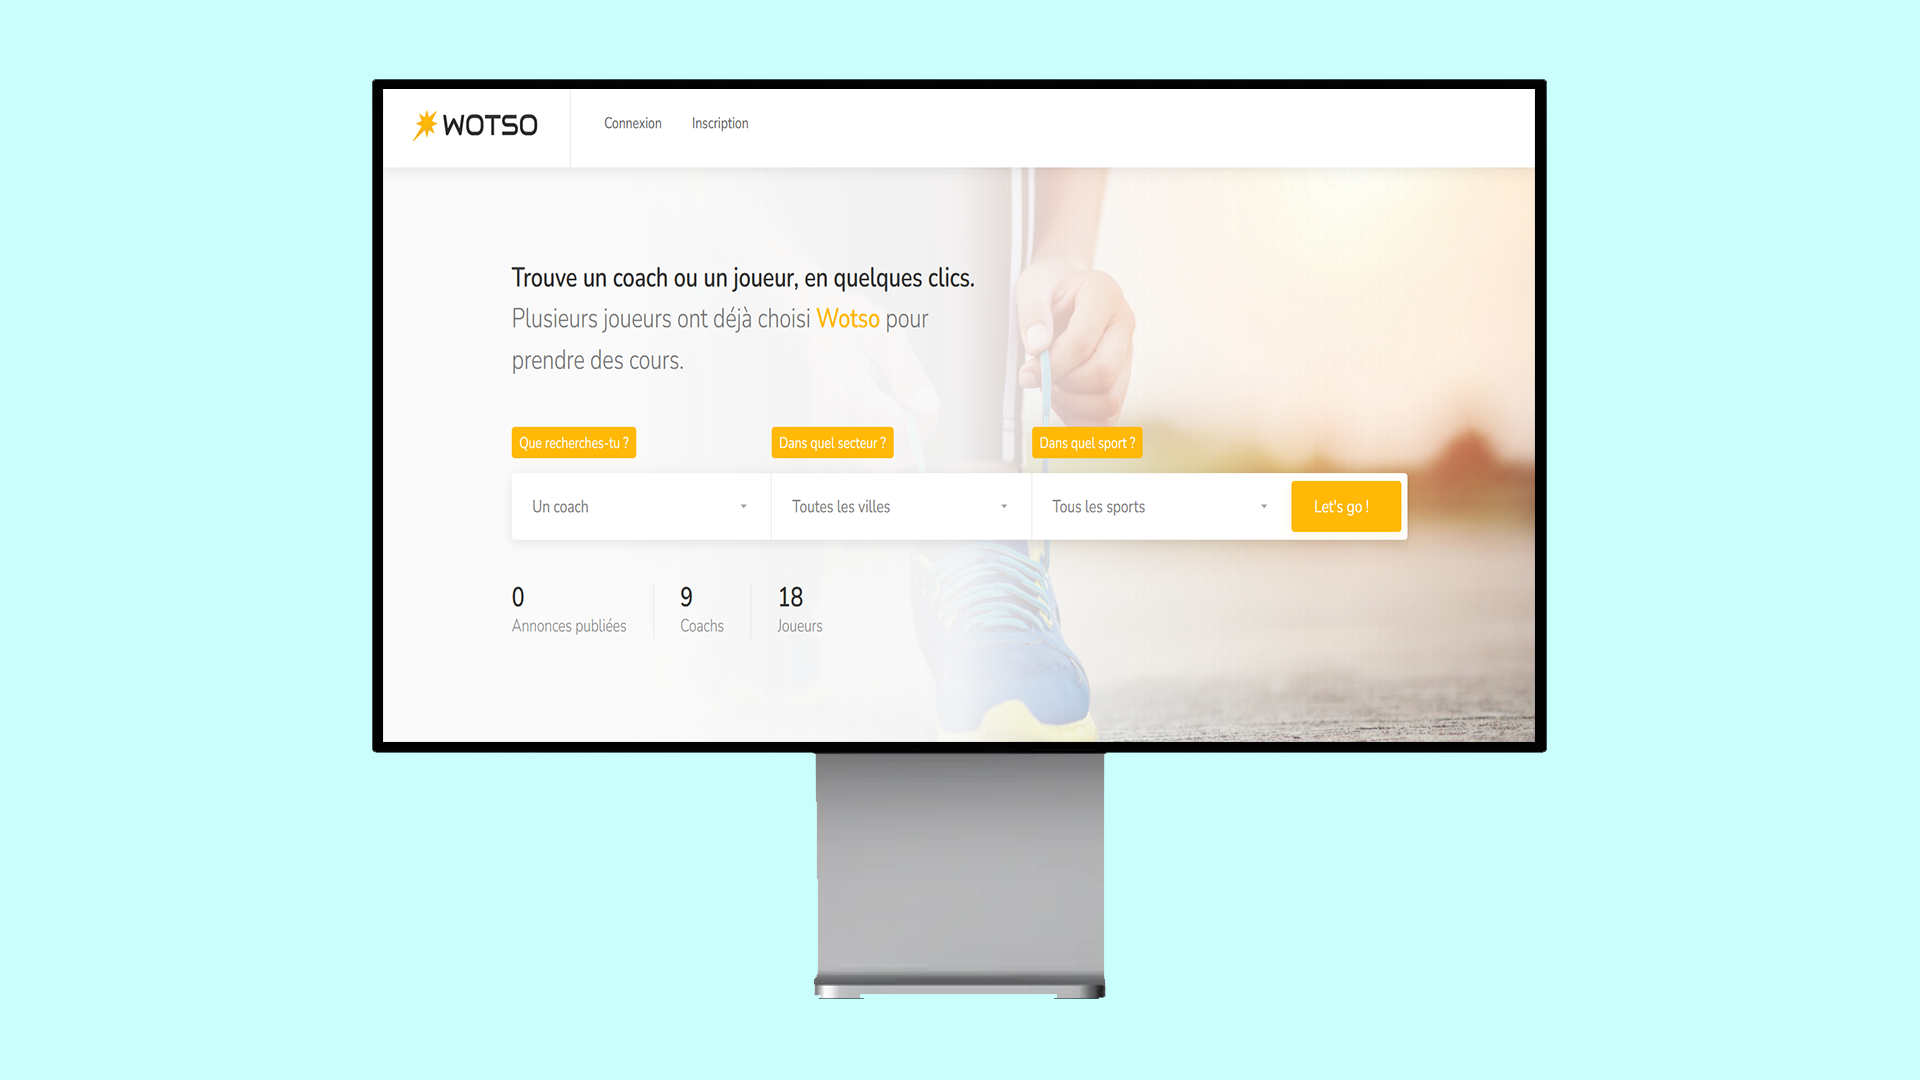 WOTSO
Connexion
Inscription
Trouve un coach ou un joueur, en quelques clics.
Plusieurs joueurs ont déjà choisi Wotso pour
prendre des cours.
Que recherches-tu ?
Dans quel secteur ?
Dans quel sport ?
Un coach
Toutes les villes
Tous les sports
Let's go !
0
Annonces publiées
9
Coachs
18
Joueurs